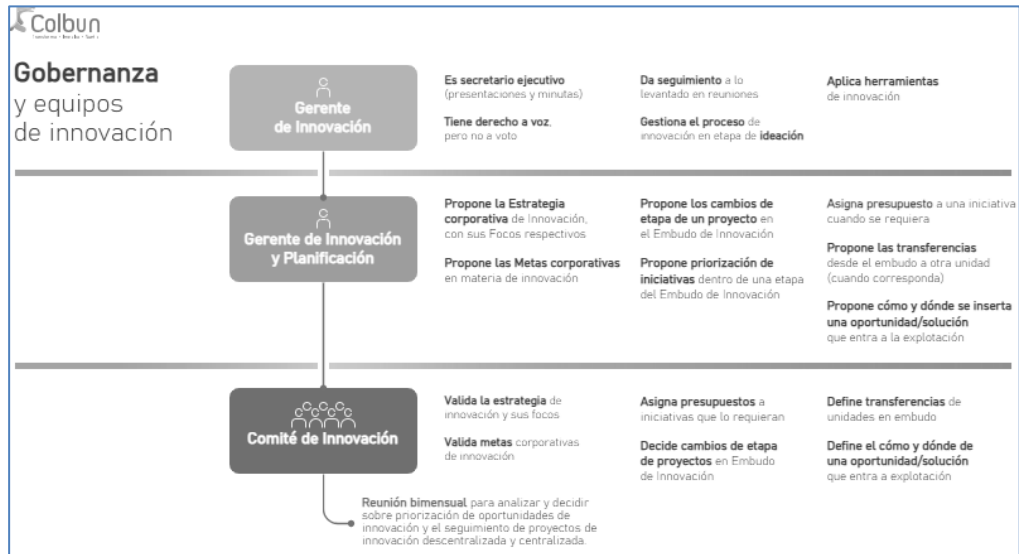 Colbun
Gobernanza
y equipos
de innovación
Gerente
de Innovación
Es secretario ejecutivo
(presentaciones y minutas)
Tiene derecho a voz,
pero no a voto
Da seguimiento a lo
levantado en reuniones
Gestiona el proceso de
innovación en etapa de ideación
Aplica herramientas
de innovación
Gerente de Innovación
y Planificación
Propone la Estrategia
corporativa de Innovación,
con sus Focos respectivos
Propone las Metas corporativas
en materia de innovación
Propone los cambios de
etapa de un proyecto en
el Embudo de Innovación
Propone priorización de
iniciativas dentro de una etapa
del Embudo de Innovación
Asigna presupuesto a una iniciativa
cuando se requiera
Propone las transferencias
desde el embudo a otra unidad
(cuando corresponda)
Propone cómo y dónde se inserta
una oportunidad/solución
que entra a la explotación
Comité de Innovación
Valida la estrategia de
innovación y sus focos
Valida metas corporativas
de innovación
Asigna presupuestos a
iniciativas que lo requieran
Decide cambios de etapa
de proyectos en Embudo
de Innovación
Define transferencias de
unidades en embudo
Define el cómo y dónde de
una oportunidad/solución
que entra a explotación
Reunión bimensual para analizar y decidir
sobre priorización de oportunidades de
innovación y el seguimiento de proyectos de
innovación descentralizada y centralizada.